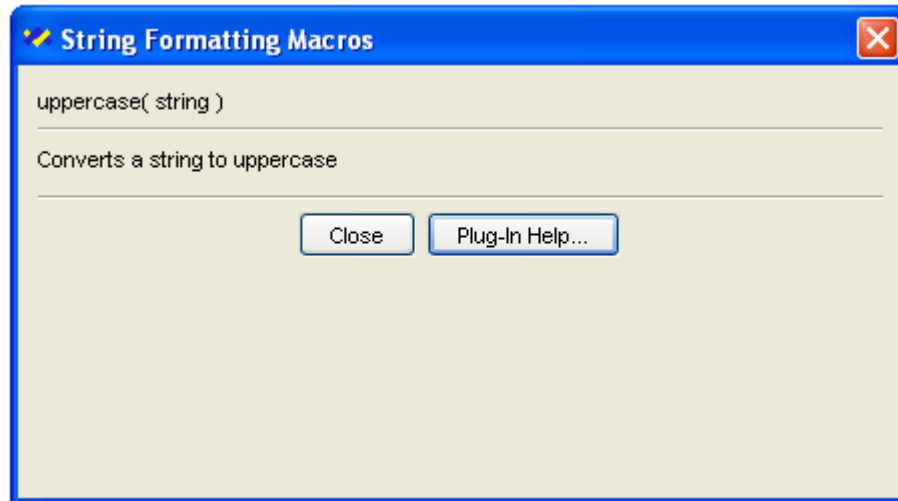 String Formatting Macros
uppercase( string )
Converts a string to uppercase
Close Plug-In Help...